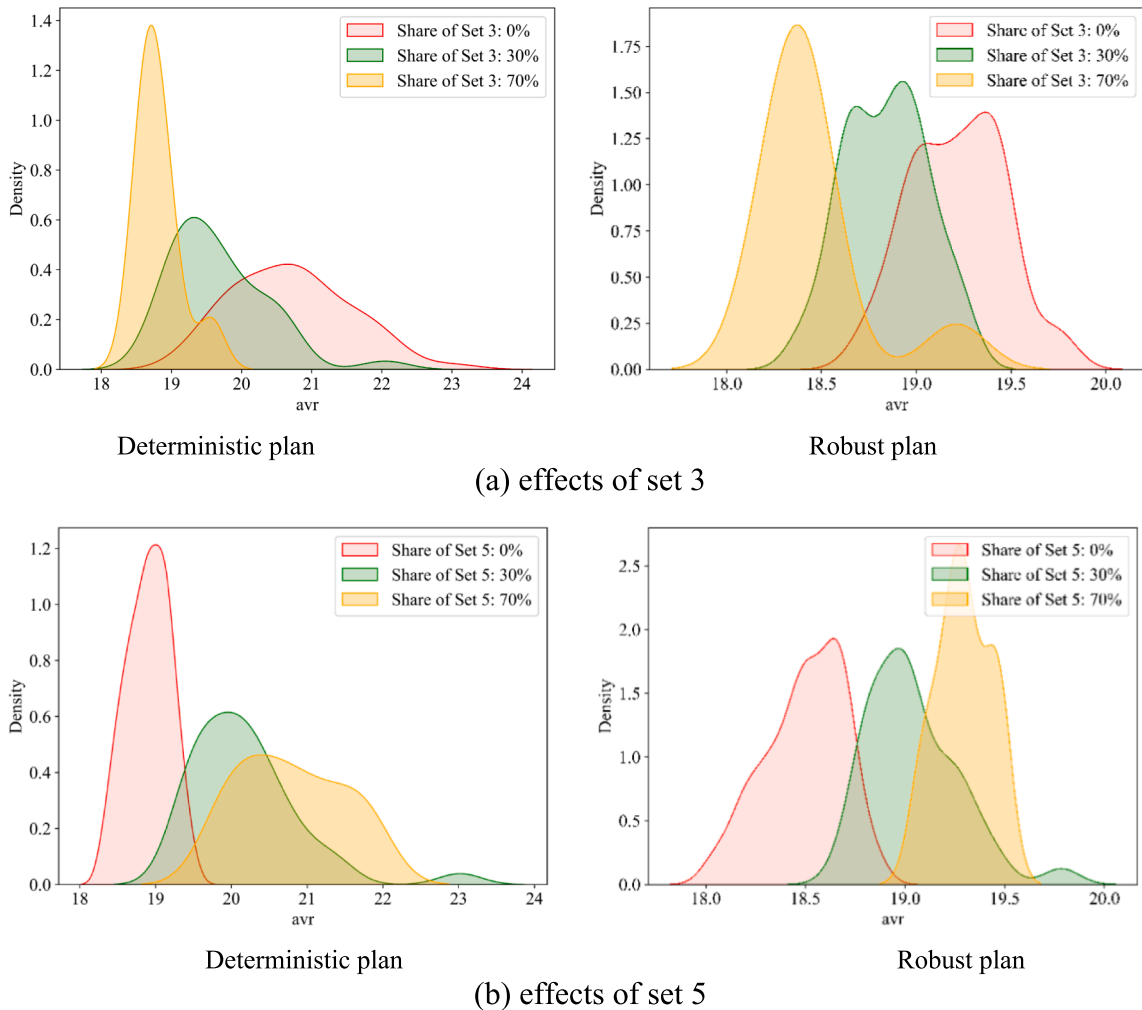 1.4
1.2
1.0
0.8
0.6
0.4
0.2
0.0
Density
18 19 20 21 22 23 24
avr
Share of Set 3: 0%
Share of Set 3: 30%
Share of Set 3: 70%
Deterministic plan
1.75
1.50
1.25
1.00
0.75
0.50
0.25
0.00
Density
18.0 18.5 19.0 19.5 20.0
avr
Share of Set 3: 0%
Share of Set 3: 30%
Share of Set 3: 70%
Robust plan
(a) effects of set 3
1.2
1.0
0.8
0.6
0.4
0.2
0.0
Density
18 19 20 21 22 23 24
avr
Share of Set 5: 0%
Share of Set 5: 30%
Share of Set 5: 70%
Deterministic plan
2.5
2.0
1.5
1.0
0.5
0.0
Density
18.0 18.5 19.0 19.5 20.0
avr
Share of Set 5: 0%
Share of Set 5: 30%
Share of Set 5: 70%
Robust plan
(b) effects of set 5